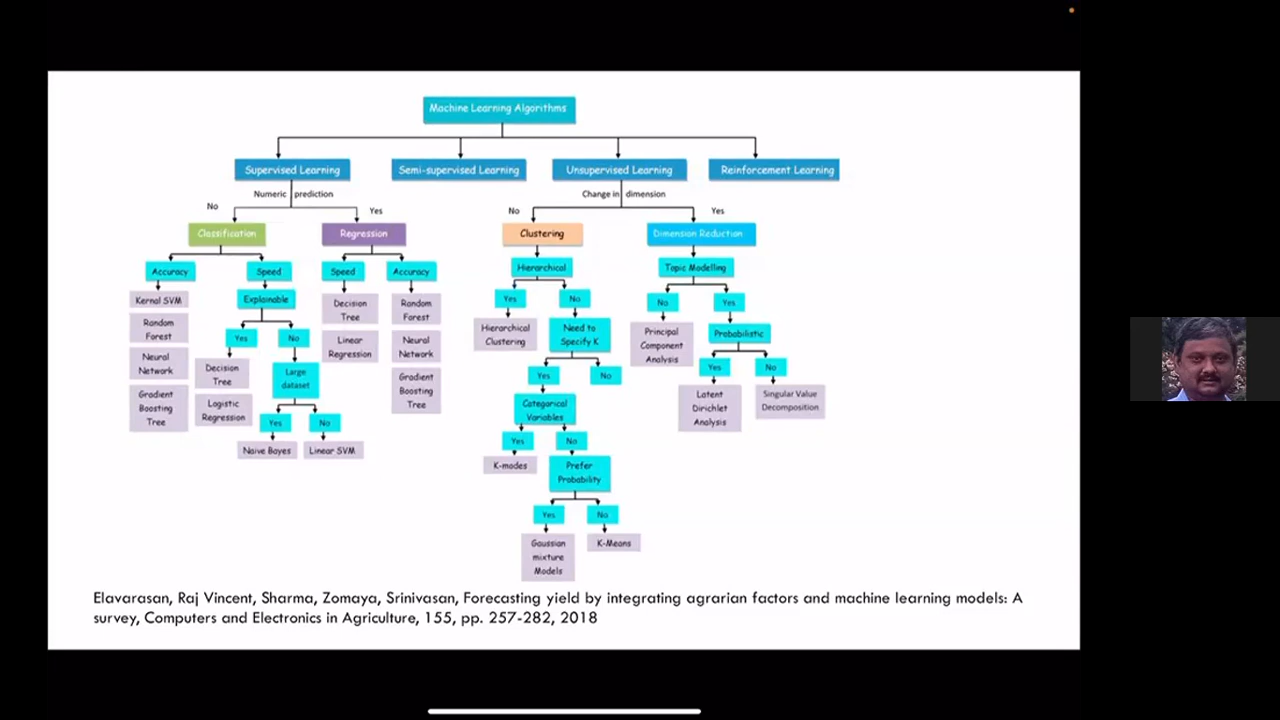 Machine Learning Algorithms
Supervised Learning
Semi-supervised Learning
Unsupervised Learning
Reinforcement Learning
Numeric prediction
Change in dimension
No
Yes
No
Yes
Classification
Regression
Clustering
Dimension Reduction
Accuracy
Speed
Speed
Accuracy
Hierarchical
Topic Modelling
Kernal SVM
Random
Forest
Neural
Network
Gradient
Boosting
Tree
Explainable
Yes
No
Decision
Tree
Logistic
Regression
Large
dataset
Yes
No
Naive Bayes
Linear SVM
Decision
Tree
Linear
Regression
Random
Forest
Neural
Network
Gradient
Boosting
Tree
Yes
No
Hierarchical
Clustering
Need to
Specify K
Yes
No
Categorical
Variables
Yes
No
K-modes
Prefer
Probability
Yes
No
Gaussian
mixture
Models
K-Means
No
Yes
Principal
Component
Analysis
Probabilistic
Yes
No
Latent
Dirichlet
Analysis
Singular Value
Decomposition
Elavarasan, Raj Vincent, Sharma, Zomaya, Srinivasan, Forecasting yield by integrating agrarian factors and machine learning models: A
survey, Computers and Electronics in Agriculture, 155, pp. 257-282, 2018